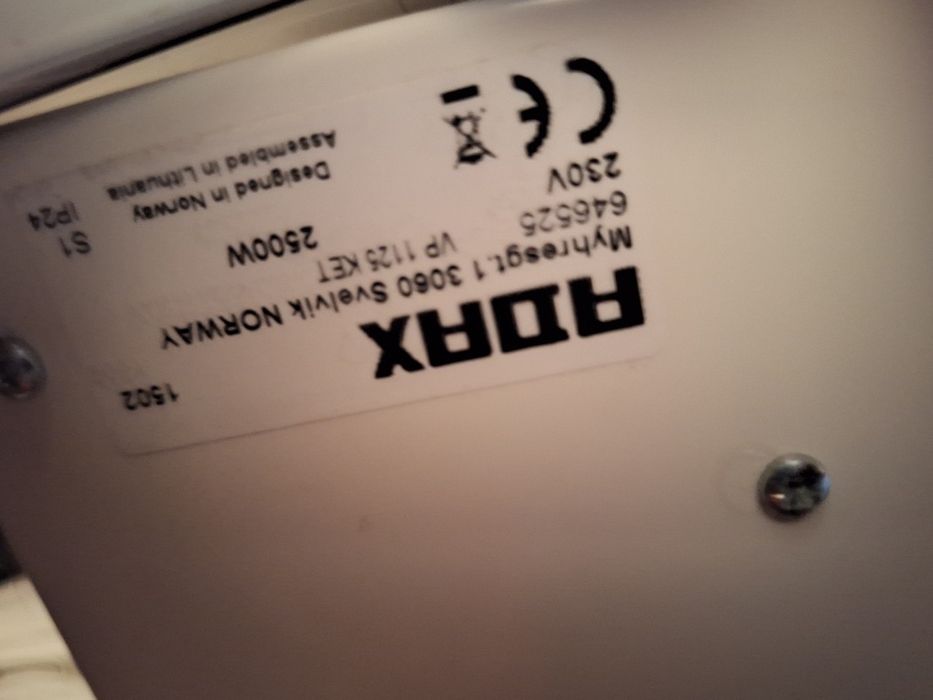 1502
ADAX
Myhresgt.1 3060 Svelvik NORWAY
646525 VP 1125 KET
230V 2500W S1
Designed in Norway IP24
Assembled in Lithuania
CE